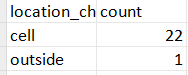 location_ch count
cell 22
outside 1